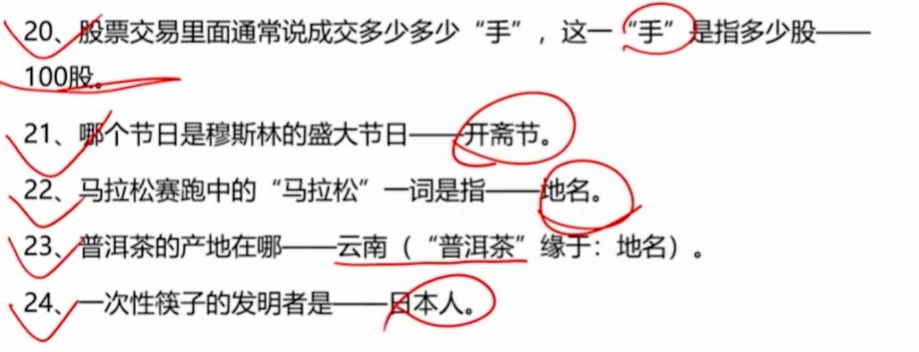 20、股票交易里面通常说成交多少多少“手”，这一“手”是指多少股——
100股。
21、哪个节日是穆斯林的盛大节日——开斋节。
22、马拉松赛跑中的“马拉松”一词是指——地名。
23、普洱茶的产地在哪——云南（“普洱茶”缘于：地名）。
24、一次性筷子的发明者是——日本人。